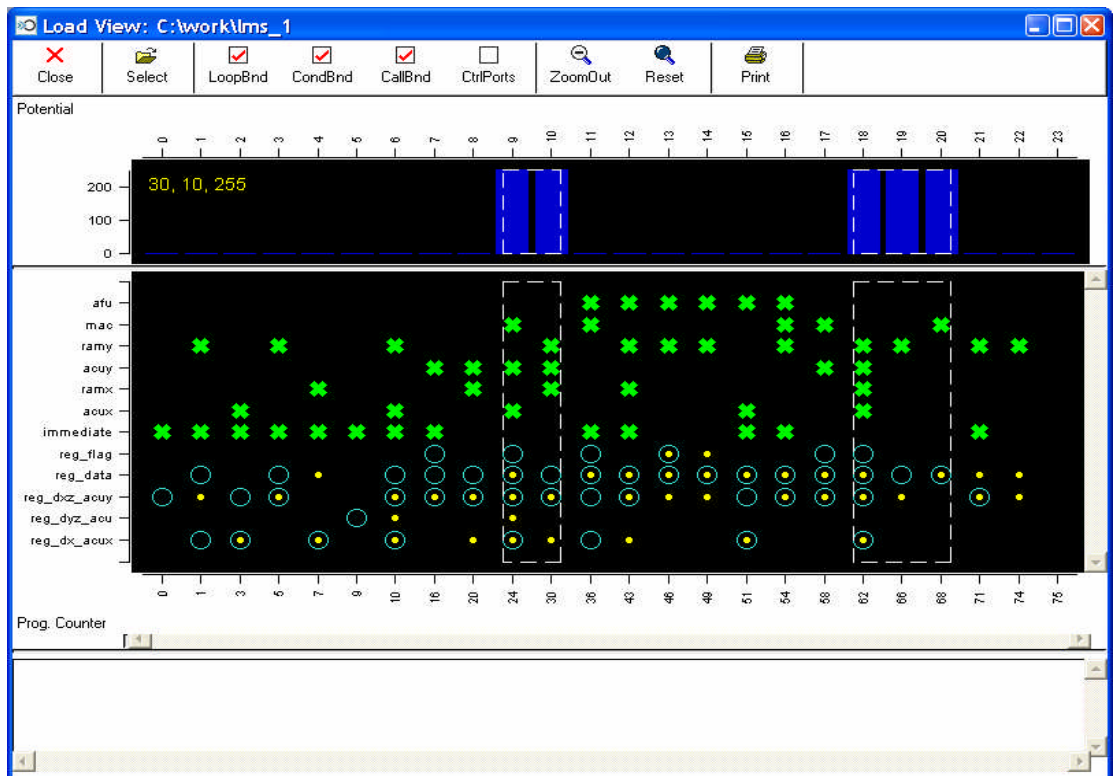 Load View: C:\work\lms_1
Close Select LoopBnd CondBnd CallBnd CtrlPorts ZoomOut Reset Print
Potential
0 1 2 3 4 5 6 7 8 9 10 11 12 13 14 15 16 17 18 19 20 21 22 23
30, 10, 255
200
100
0
afu
mac
ramy
acuy
ramx
acux
immediate
reg_flag
reg_data
reg_dxz_acuy
reg_dyz_acu
reg_dx_acux
0 1 3 5 7 9 10 16 20 24 30 36 43 46 49 51 54 58 62 66 68 71 74 75
Prog. Counter